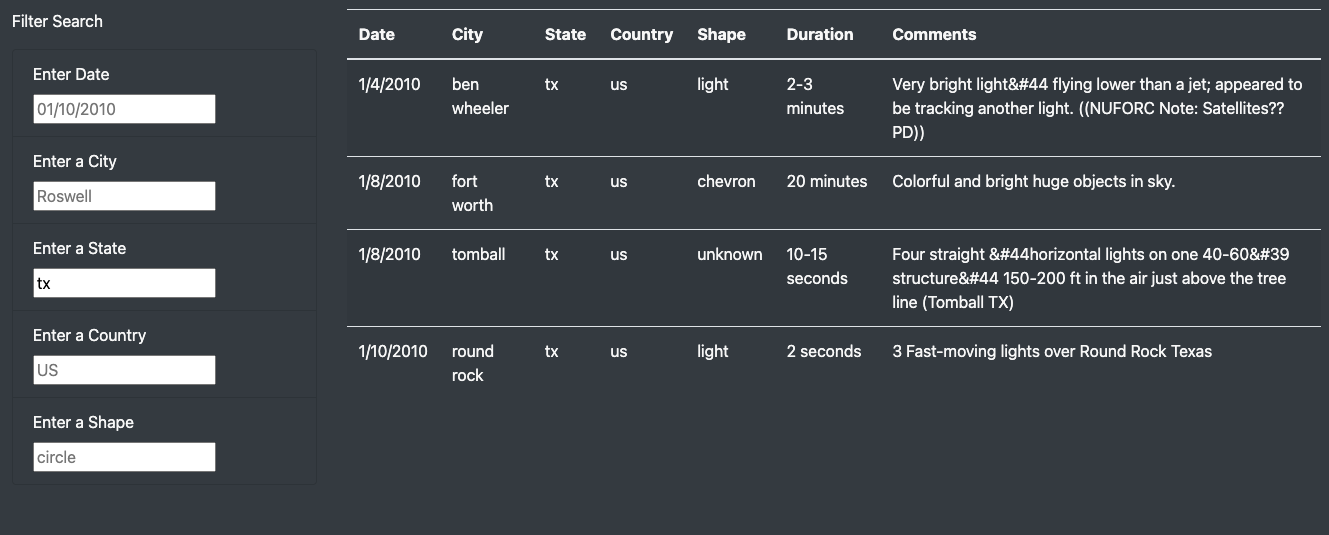 Filter Search
Enter Date
01/10/2010
Enter a City
Roswell
Enter a State
tx
Enter a Country
US
Enter a Shape
circle
Date City State Country Shape Duration Comments
1/4/2010 ben tx us light 2-3 Very bright light&#44 flying lower than a jet; appeared to
wheeler minutes be tracking another light. ((NUFORC Note: Satellites??
PD))
1/8/2010 fort tx us chevron 20 minutes Colorful and bright huge objects in sky.
worth
1/8/2010 tomball tx us unknown 10-15 Four straight &#44horizontal lights on one 40-60&#39
seconds structure&#44 150-200 ft in the air just above the tree
line (Tomball TX)
1/10/2010 round tx us light 2 seconds 3 Fast-moving lights over Round Rock Texas
rock